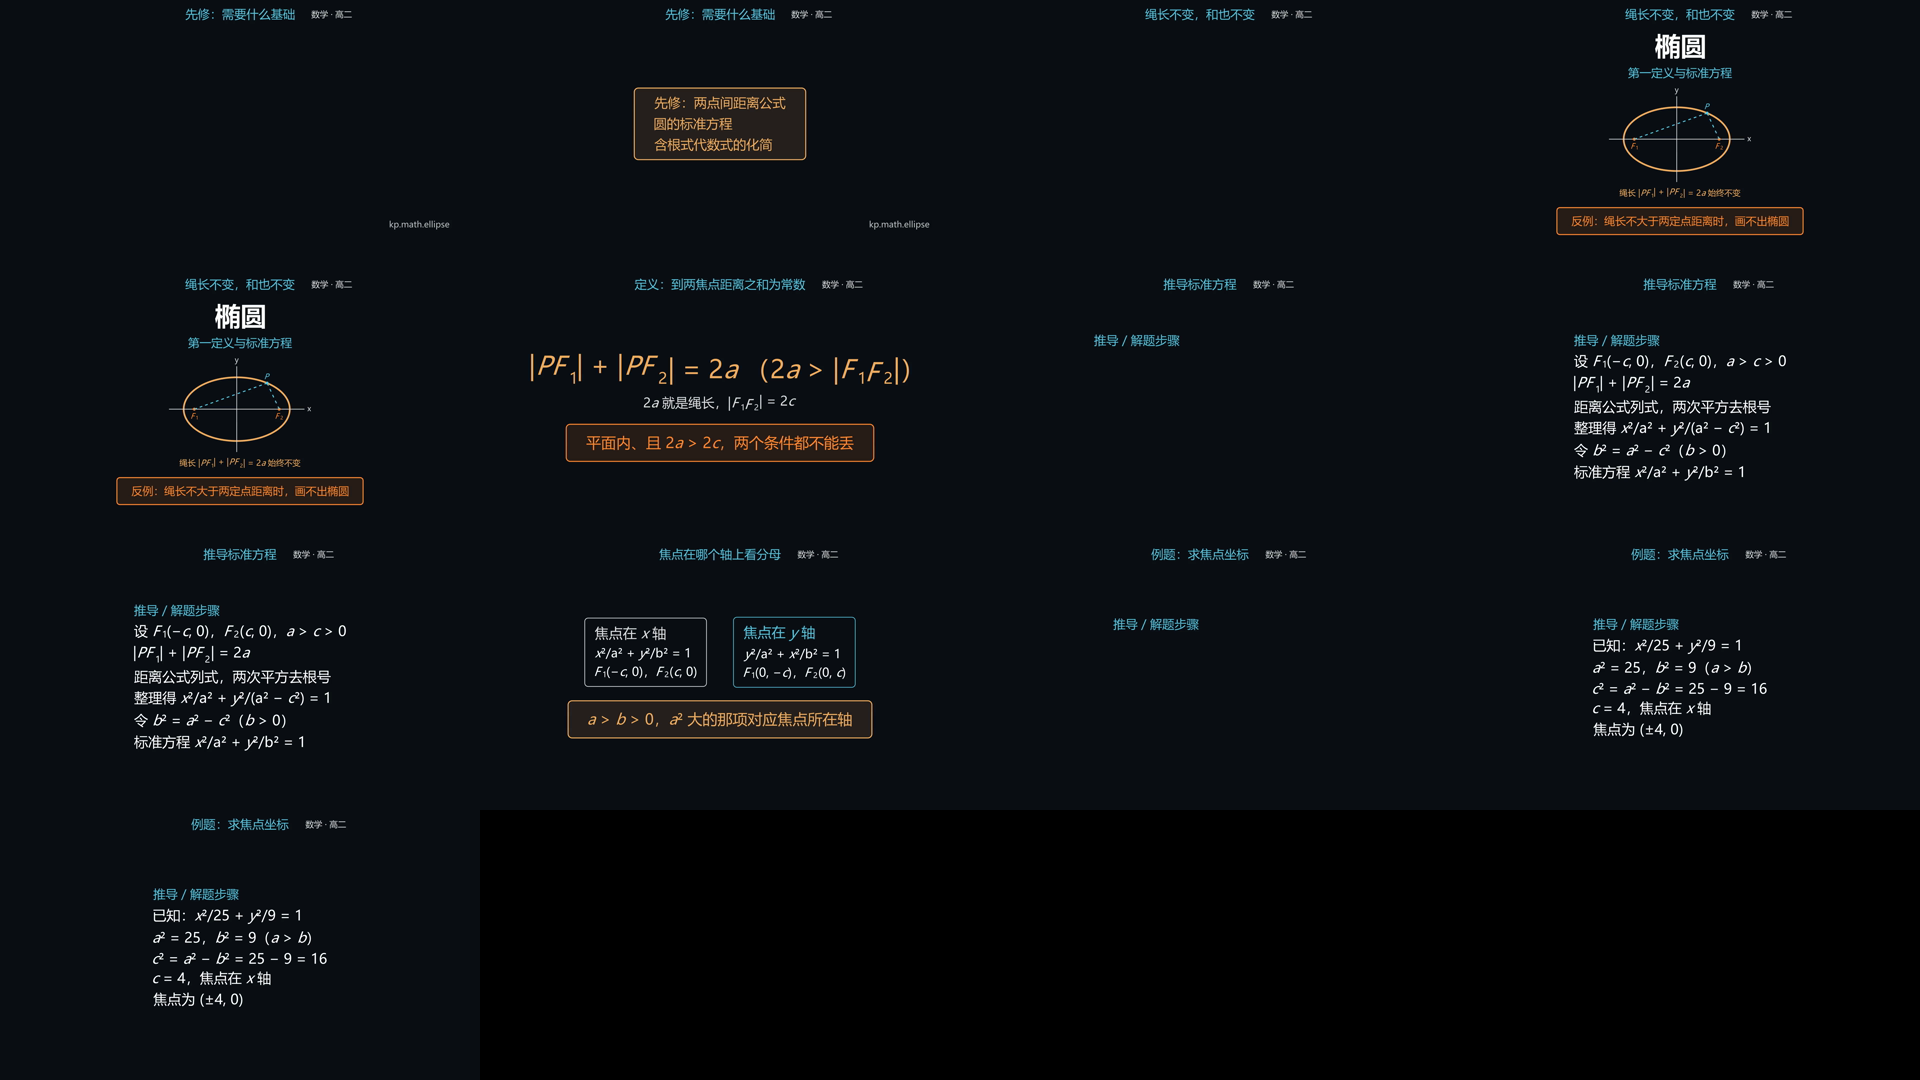 先修：需要什么基础 数学 · 高二
kp.math.ellipse
先修：需要什么基础 数学 · 高二
先修：两点间距离公式
圆的标准方程
含根式代数式的化简
kp.math.ellipse
绳长不变，和也不变 数学 · 高二
绳长不变，和也不变 数学 · 高二
椭圆
第一定义与标准方程
y
P
x
F₁ F₂
绳长 |PF₁| + |PF₂| = 2a 始终不变
反例：绳长不大于两定点距离时，画不出椭圆
绳长不变，和也不变 数学 · 高二
椭圆
第一定义与标准方程
y
P
x
F₁ F₂
绳长 |PF₁| + |PF₂| = 2a 始终不变
反例：绳长不大于两定点距离时，画不出椭圆
定义：到两焦点距离之和为常数 数学 · 高二
|PF₁| + |PF₂| = 2a（2a > |F₁F₂|）
2a 就是绳长，|F₁F₂| = 2c
平面内、且 2a > 2c，两个条件都不能丢
推导标准方程 数学 · 高二
推导 / 解题步骤
推导标准方程 数学 · 高二
推导 / 解题步骤
设 F₁(−c, 0)，F₂(c, 0)，a > c > 0
|PF₁| + |PF₂| = 2a
距离公式列式，两次平方去根号
整理得 x²/a² + y²/(a² − c²) = 1
令 b² = a² − c²（b > 0）
标准方程 x²/a² + y²/b² = 1
推导标准方程 数学 · 高二
推导 / 解题步骤
设 F₁(−c, 0)，F₂(c, 0)，a > c > 0
|PF₁| + |PF₂| = 2a
距离公式列式，两次平方去根号
整理得 x²/a² + y²/(a² − c²) = 1
令 b² = a² − c²（b > 0）
标准方程 x²/a² + y²/b² = 1
焦点在哪个轴上看分母 数学 · 高二
焦点在 x 轴
x²/a² + y²/b² = 1
F₁(−c, 0)，F₂(c, 0)
焦点在 y 轴
y²/a² + x²/b² = 1
F₁(0, −c)，F₂(0, c)
a > b > 0，a² 大的那项对应焦点所在轴
例题：求焦点坐标 数学 · 高二
推导 / 解题步骤
例题：求焦点坐标 数学 · 高二
推导 / 解题步骤
已知：x²/25 + y²/9 = 1
a² = 25，b² = 9（a > b）
c² = a² − b² = 25 − 9 = 16
c = 4，焦点在 x 轴
焦点为 (±4, 0)
例题：求焦点坐标 数学 · 高二
推导 / 解题步骤
已知：x²/25 + y²/9 = 1
a² = 25，b² = 9（a > b）
c² = a² − b² = 25 − 9 = 16
c = 4，焦点在 x 轴
焦点为 (±4, 0)